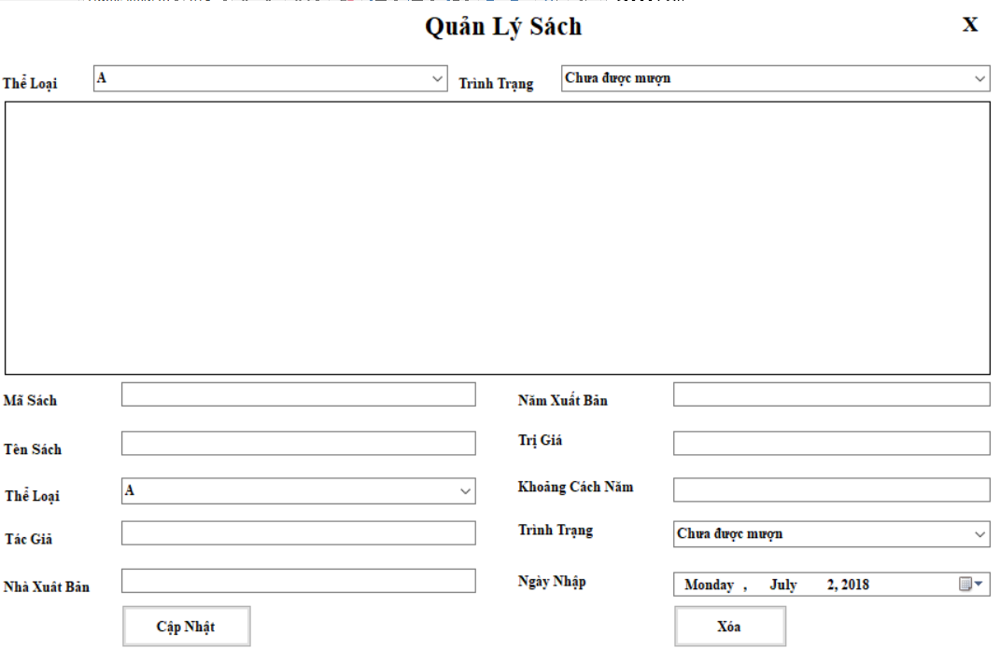 Quản Lý Sách X
Thể Loại A Trình Trạng Chưa được mượn
Mã Sách Năm Xuất Bản
Tên Sách Trị Giá
Thể Loại A Khoảng Cách Năm
Tác Giả Trình Trạng Chưa được mượn
Nhà Xuất Bản Ngày Nhập Monday , July 2, 2018
Cập Nhật Xóa